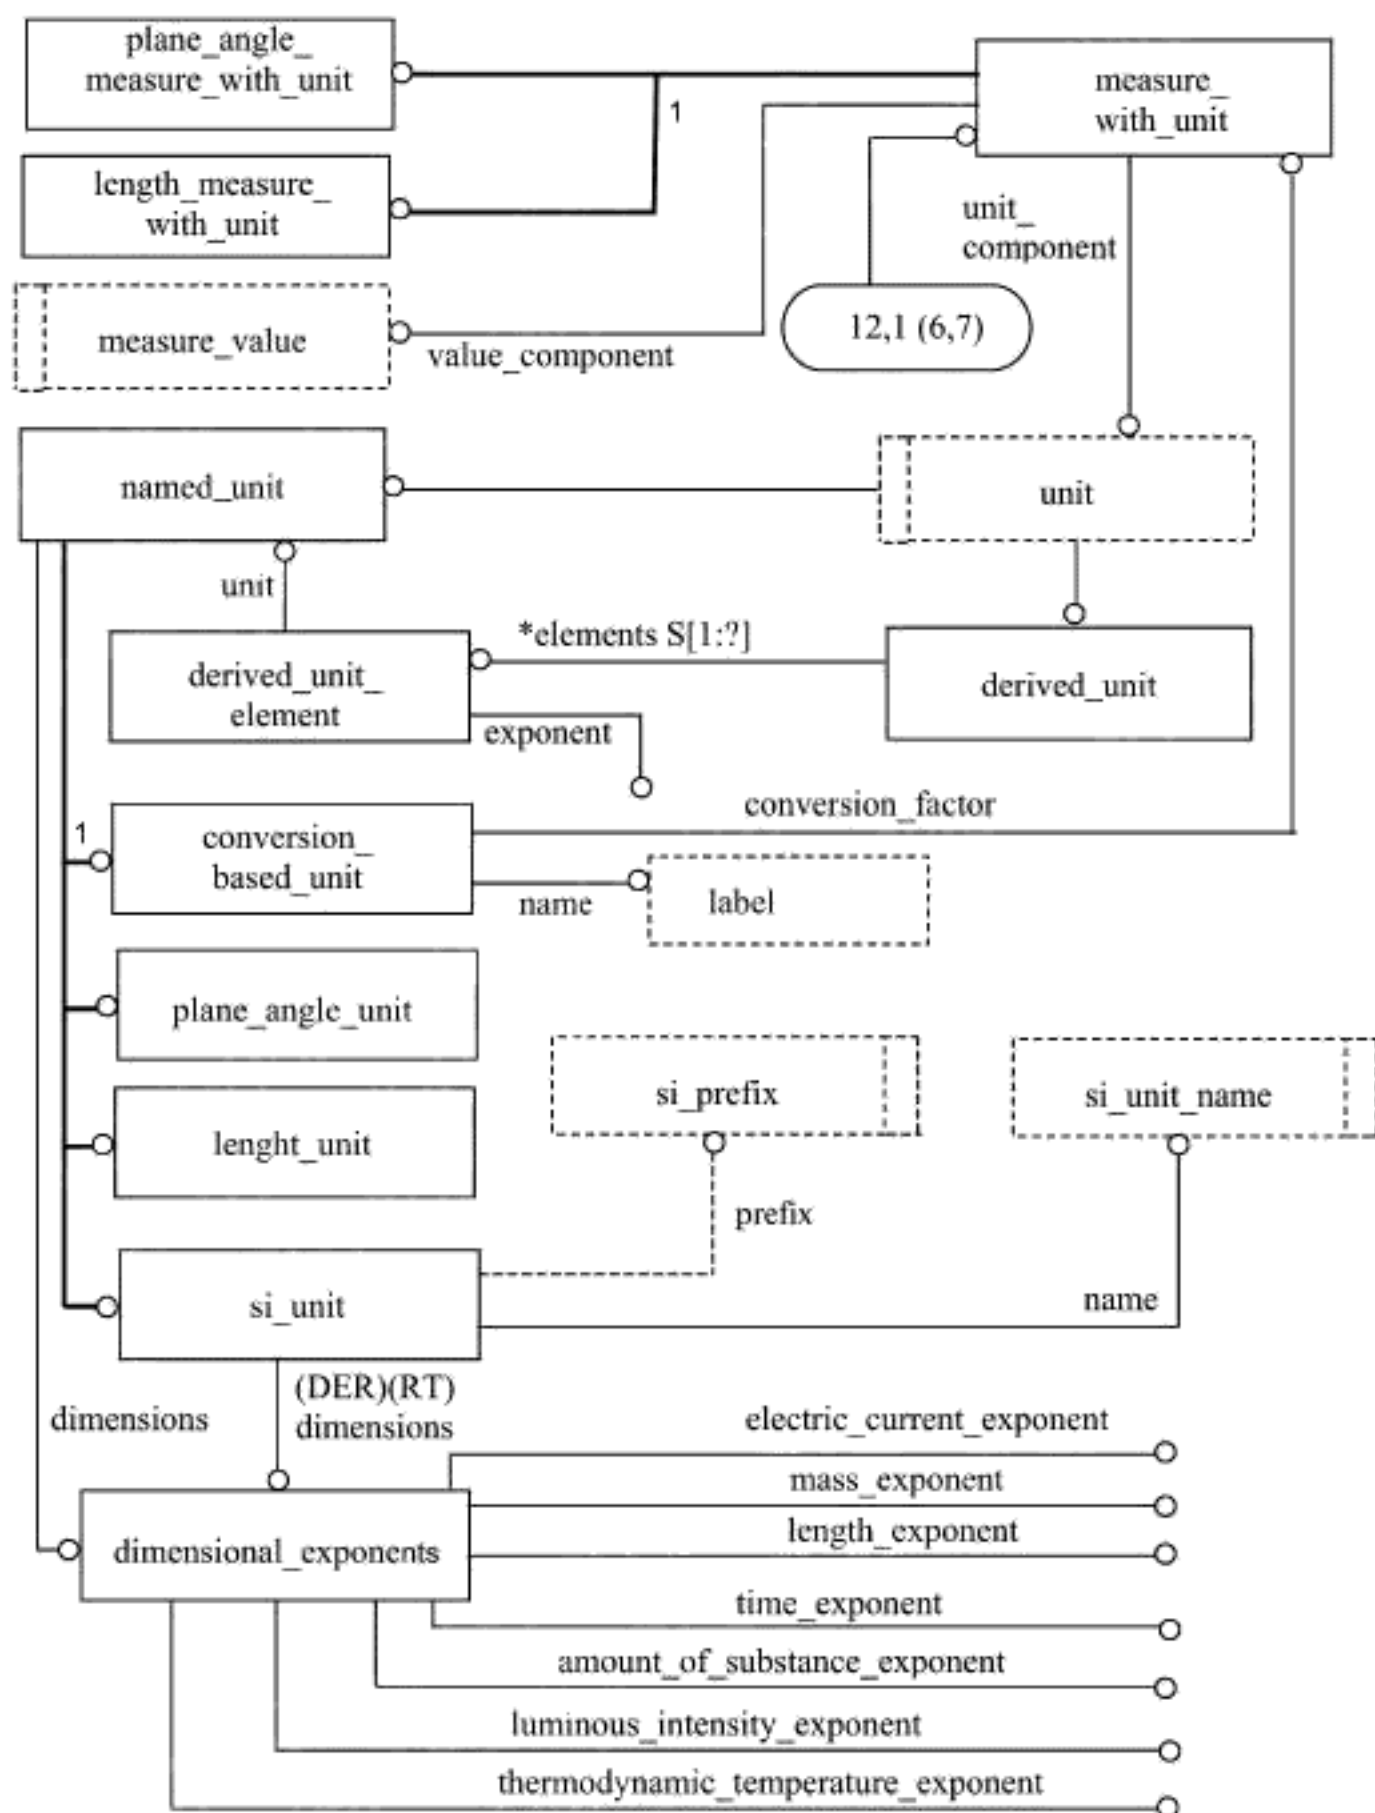 plane_angle_
measure_with_unit
measure_
with_unit
1
length_measure_
with_unit
unit_
component
measure_value
value_component
12,1 (6,7)
named_unit
unit
unit
*elements S[1:?]
derived_unit_
element
derived_unit
exponent
conversion_factor
1
conversion_
based_unit
name
label
plane_angle_unit
si_prefix
si_unit_name
lenght_unit
prefix
si_unit
name
(DER)(RT)
dimensions
dimensions
electric_current_exponent
mass_exponent
length_exponent
dimensional_exponents
time_exponent
amount_of_substance_exponent
luminous_intensity_exponent
thermodynamic_temperature_exponent